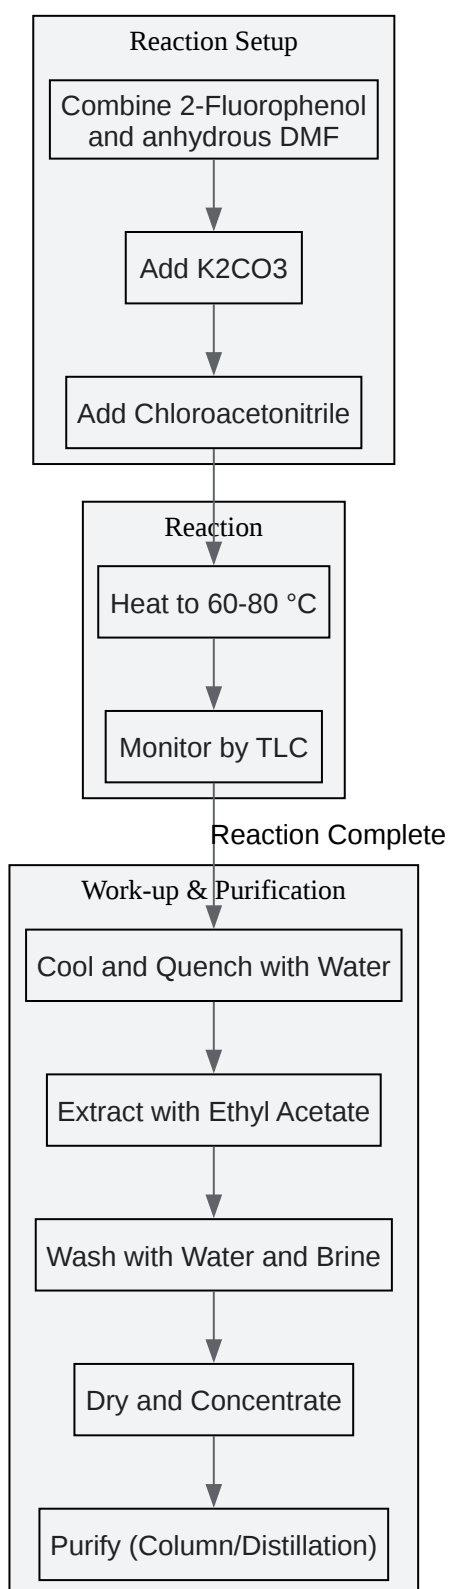 Reaction Setup
Combine 2-Fluorophenol
and anhydrous DMF
Add K2CO3
Add Chloroacetonitrile
Reaction
Heat to 60-80 °C
Monitor by TLC
Reaction Complete
Work-up & Purification
Cool and Quench with Water
Extract with Ethyl Acetate
Wash with Water and Brine
Dry and Concentrate
Purify (Column/Distillation)